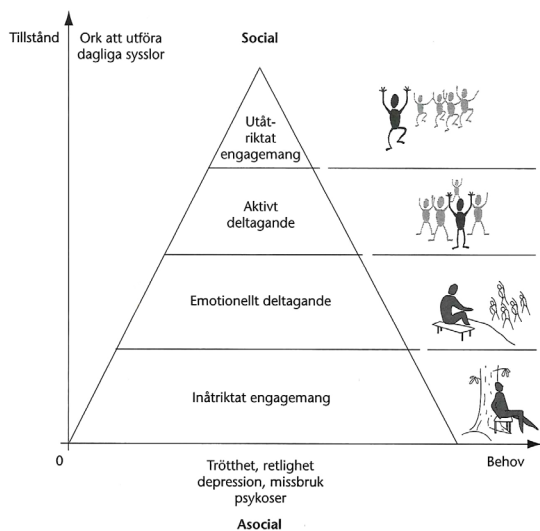 Tillstånd
Ork att utföra
dagliga sysslor
Social
Utåt-
riktat
engagemang
Aktivt
deltagande
Emotionellt deltagande
Inåtriktat engagemang
0
Behov
Trötthet, retlighet
depression, missbruk
psykoser
Asocial